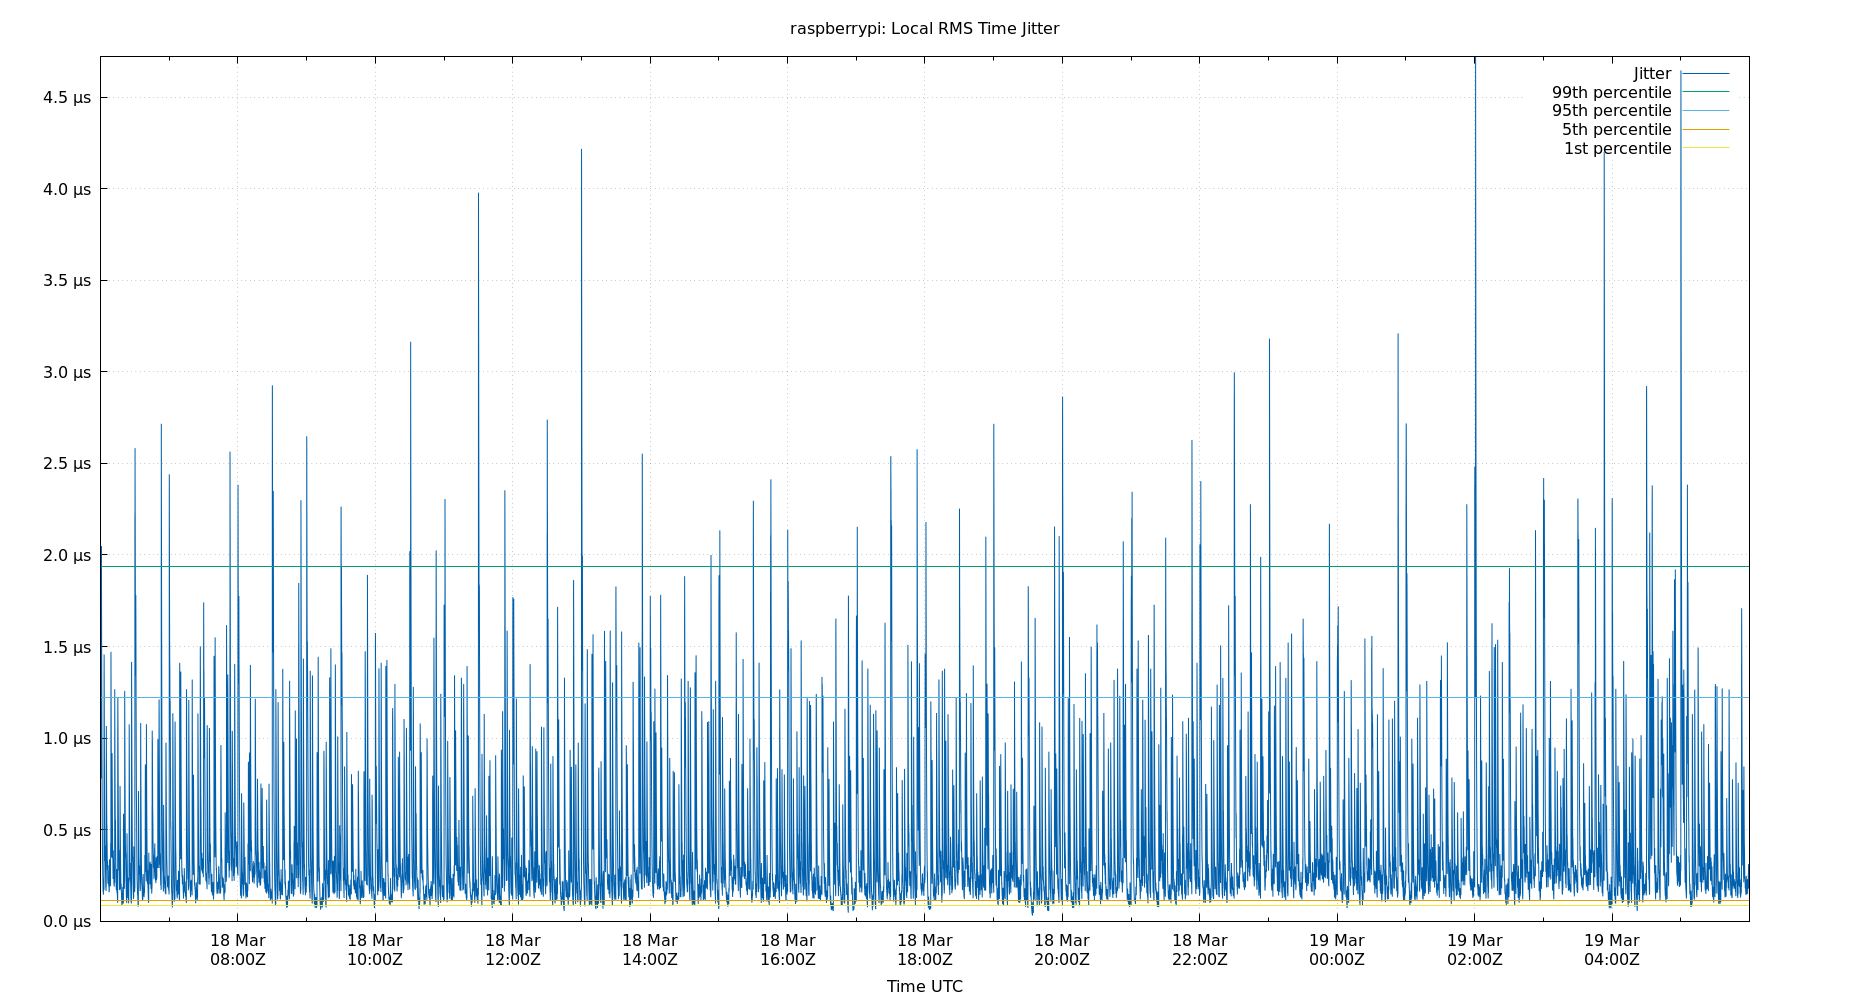 raspberrypi: Local RMS Time Jitter
Jitter
99th percentile
95th percentile
5th percentile
1st percentile
4.5 µs
4.0 µs
3.5 µs
3.0 µs
2.5 µs
2.0 µs
1.5 µs
1.0 µs
0.5 µs
0.0 µs
18 Mar 18 Mar 18 Mar 18 Mar 18 Mar 18 Mar 18 Mar 18 Mar 19 Mar 19 Mar 19 Mar
08:00Z 10:00Z 12:00Z 14:00Z 16:00Z 18:00Z 20:00Z 22:00Z 00:00Z 02:00Z 04:00Z
Time UTC